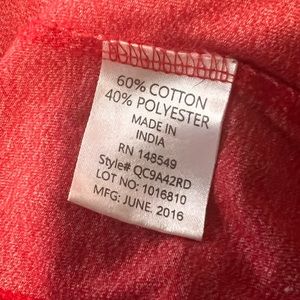 60% COTTON
40% POLYESTER
MADE IN
INDIA
RN 148549
Style# QC9A42RD
LOT NO: 1016810
MFG: JUNE. 2016